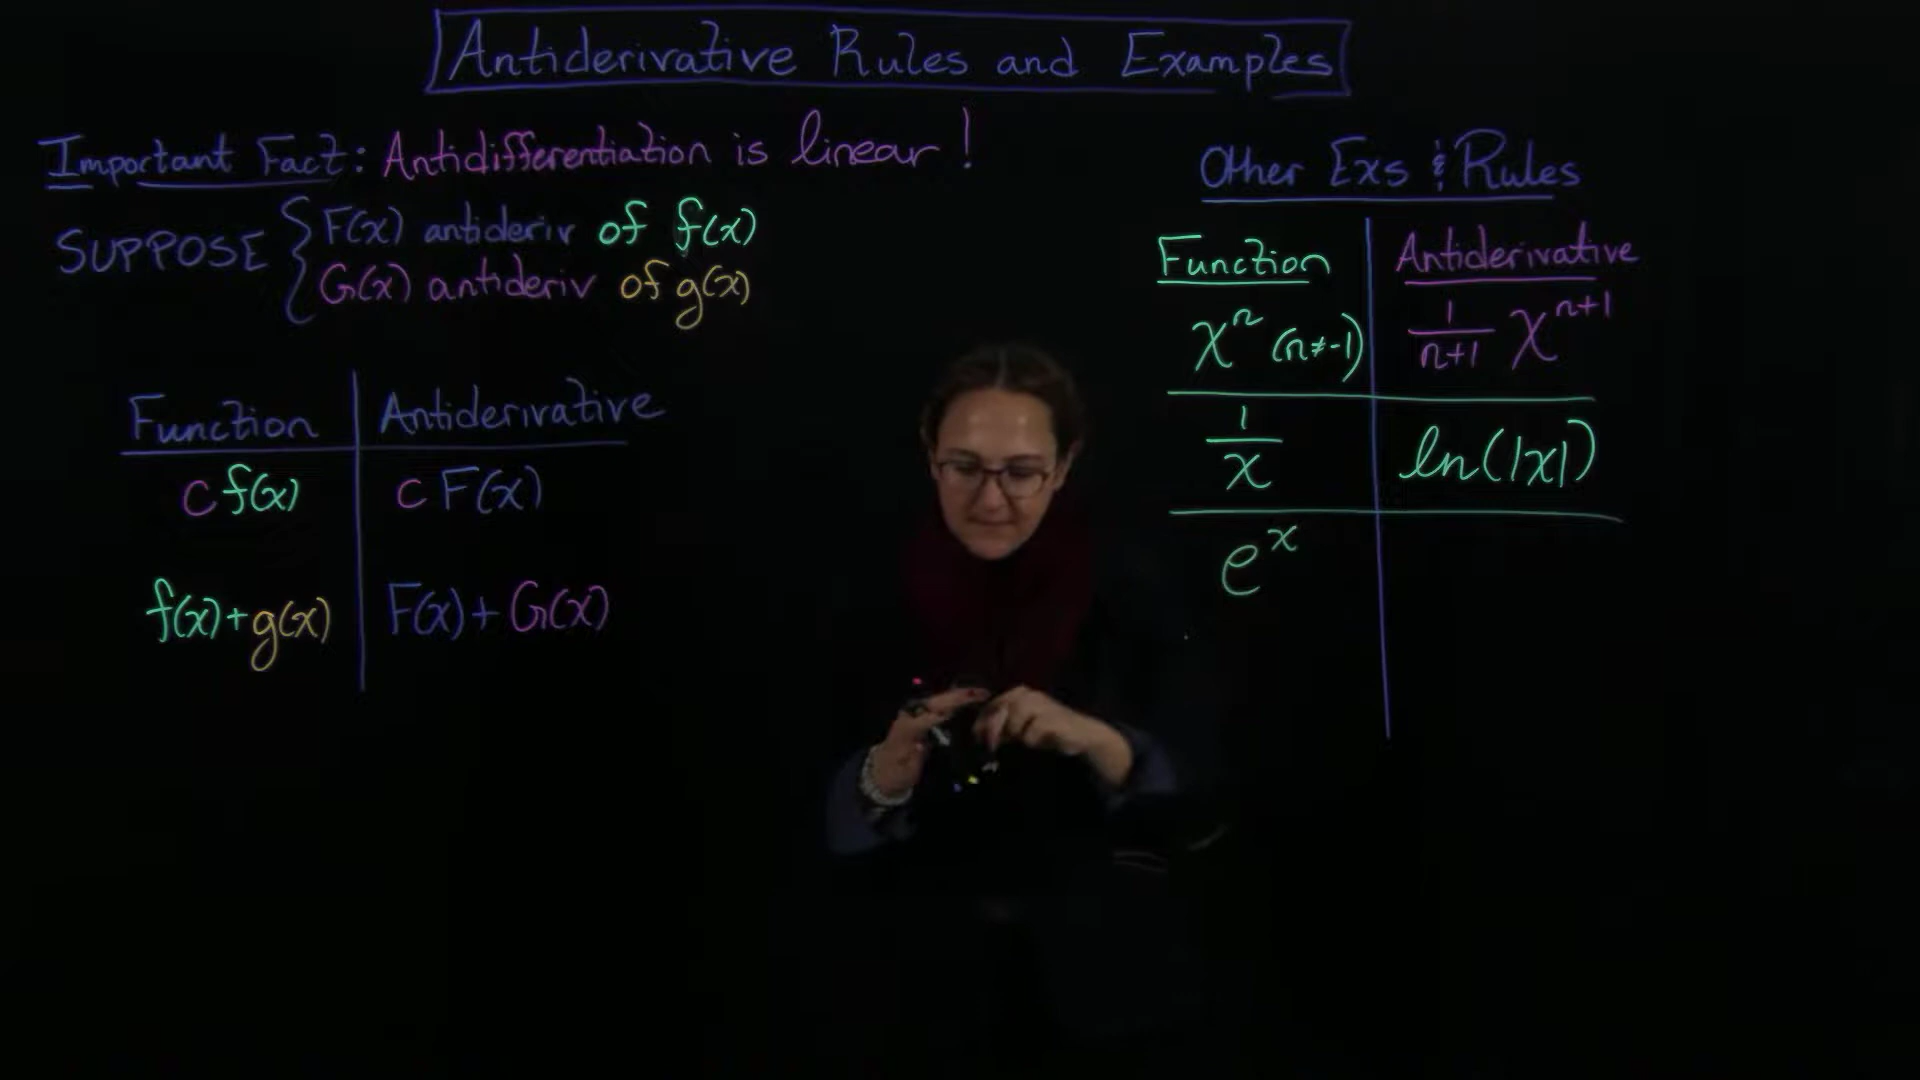 Antiderivative Rules and Examples
Important Fact: Antidifferentiation is linear!
SUPPOSE { F(x) antideriv of f(x)
G(x) antideriv of g(x)
Function | Antiderivative
c f(x) | c F(x)
f(x)+g(x) | F(x)+G(x)
Other Exs & Rules
Function | Antiderivative
x^n (n≠-1) | 1/(n+1) x^(n+1)
1/x | ln(|x|)
e^x